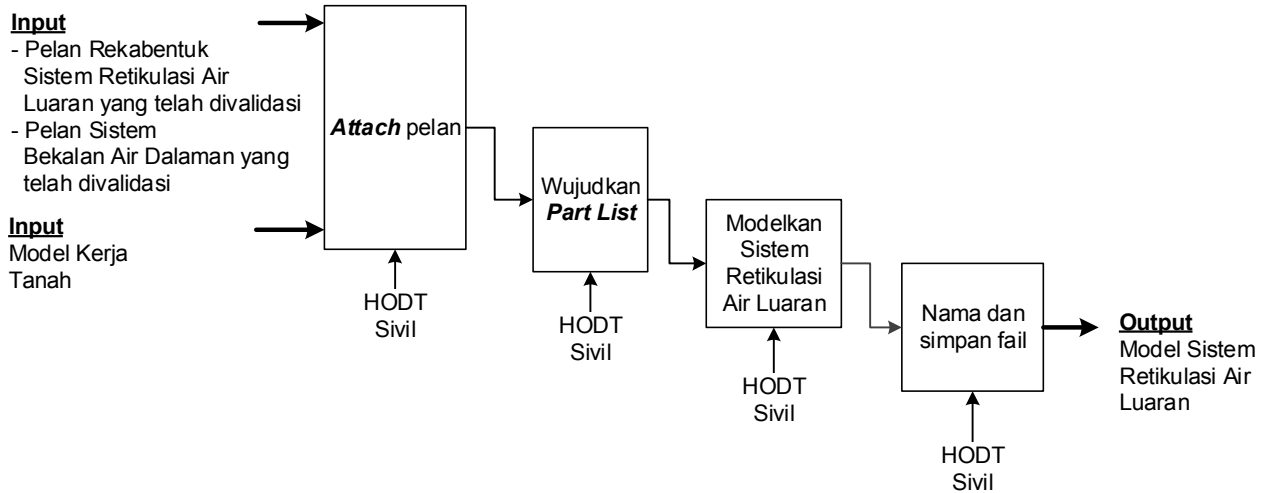 Input
- Pelan Rekabentuk
Sistem Retikulasi Air
Luaran yang telah divalidasi
- Pelan Sistem
Bekalan Air Dalaman yang
telah divalidasi
Input
Model Kerja
Tanah
Attach pelan
HODT
Sivil
Wujudkan
Part List
HODT
Sivil
Modelkan
Sistem
Retikulasi
Air Luaran
HODT
Sivil
Nama dan
simpan fail
HODT
Sivil
Output
Model Sistem
Retikulasi Air
Luaran